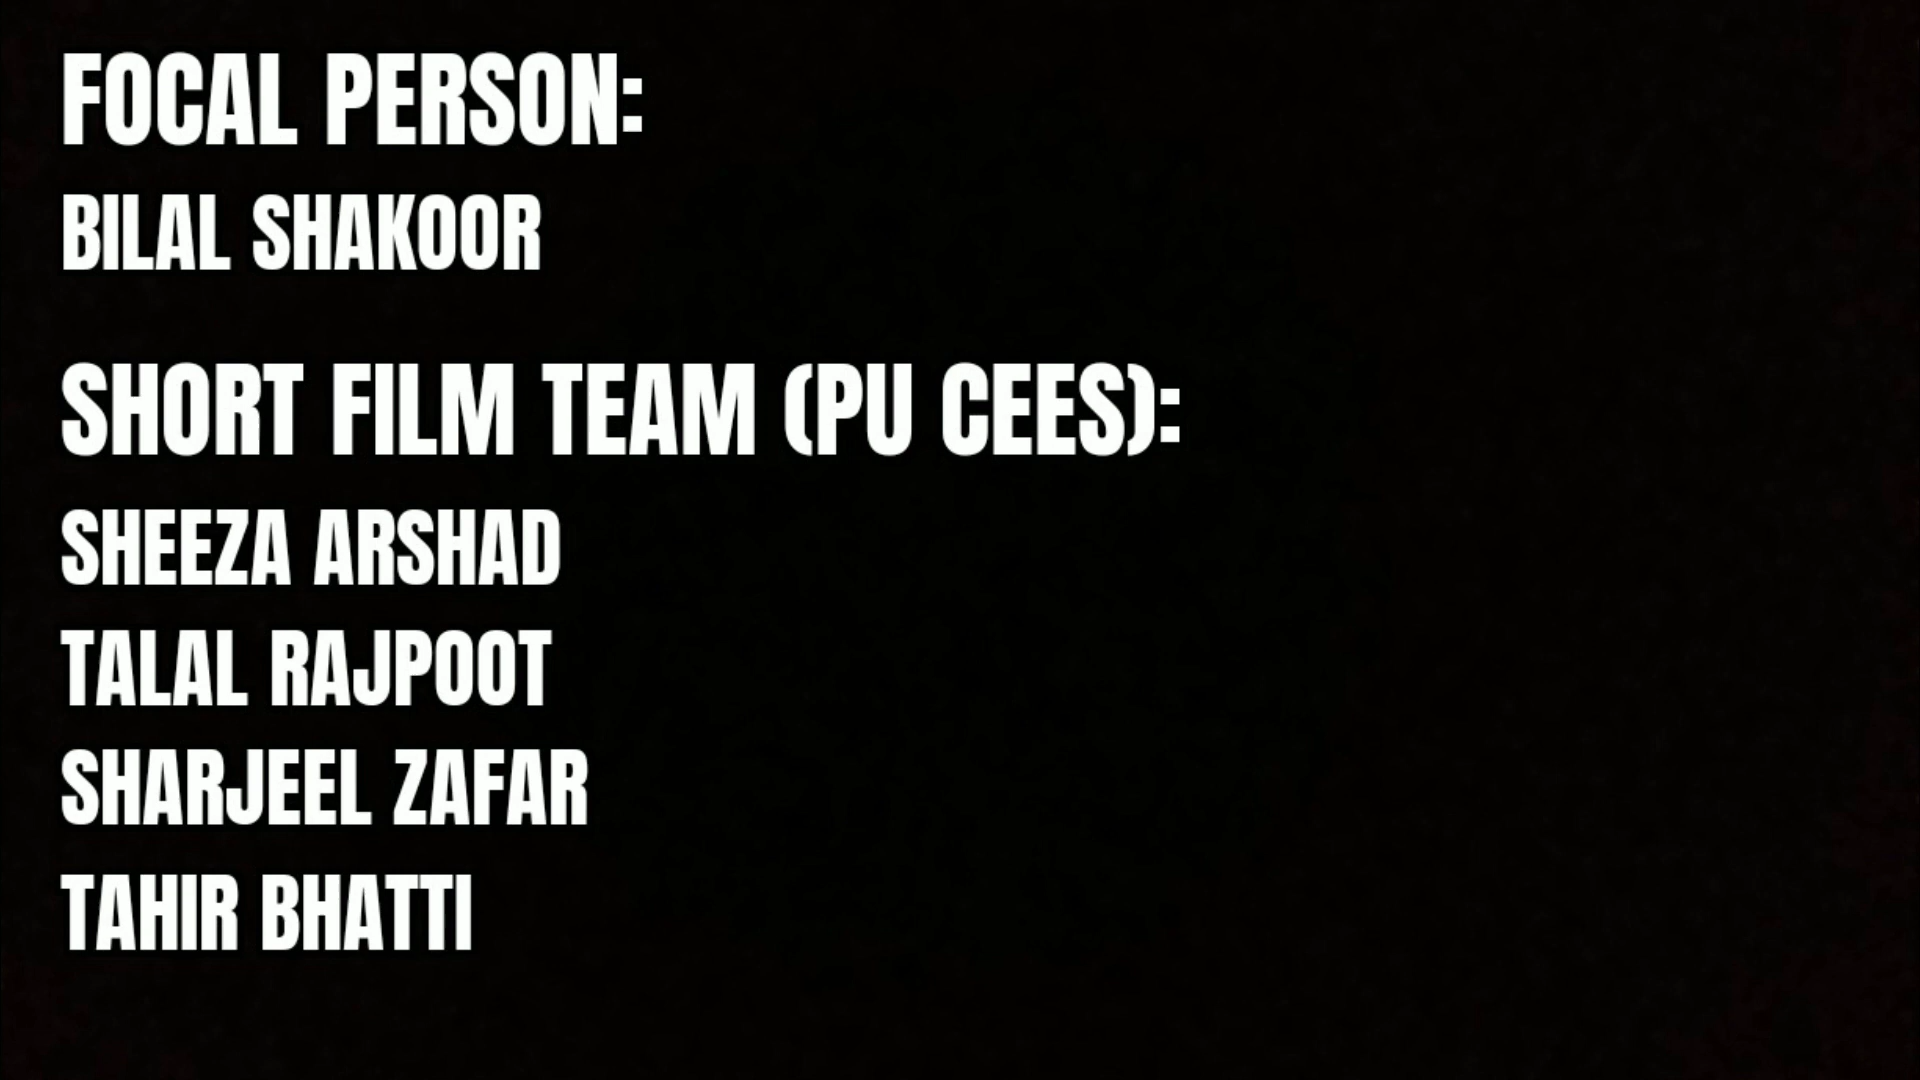 FOCAL PERSON:
BILAL SHAKOOR
SHORT FILM TEAM (PU CEES):
SHEEZA ARSHAD
TALAL RAJPOOT
SHARJEEL ZAFAR
TAHIR BHATTI